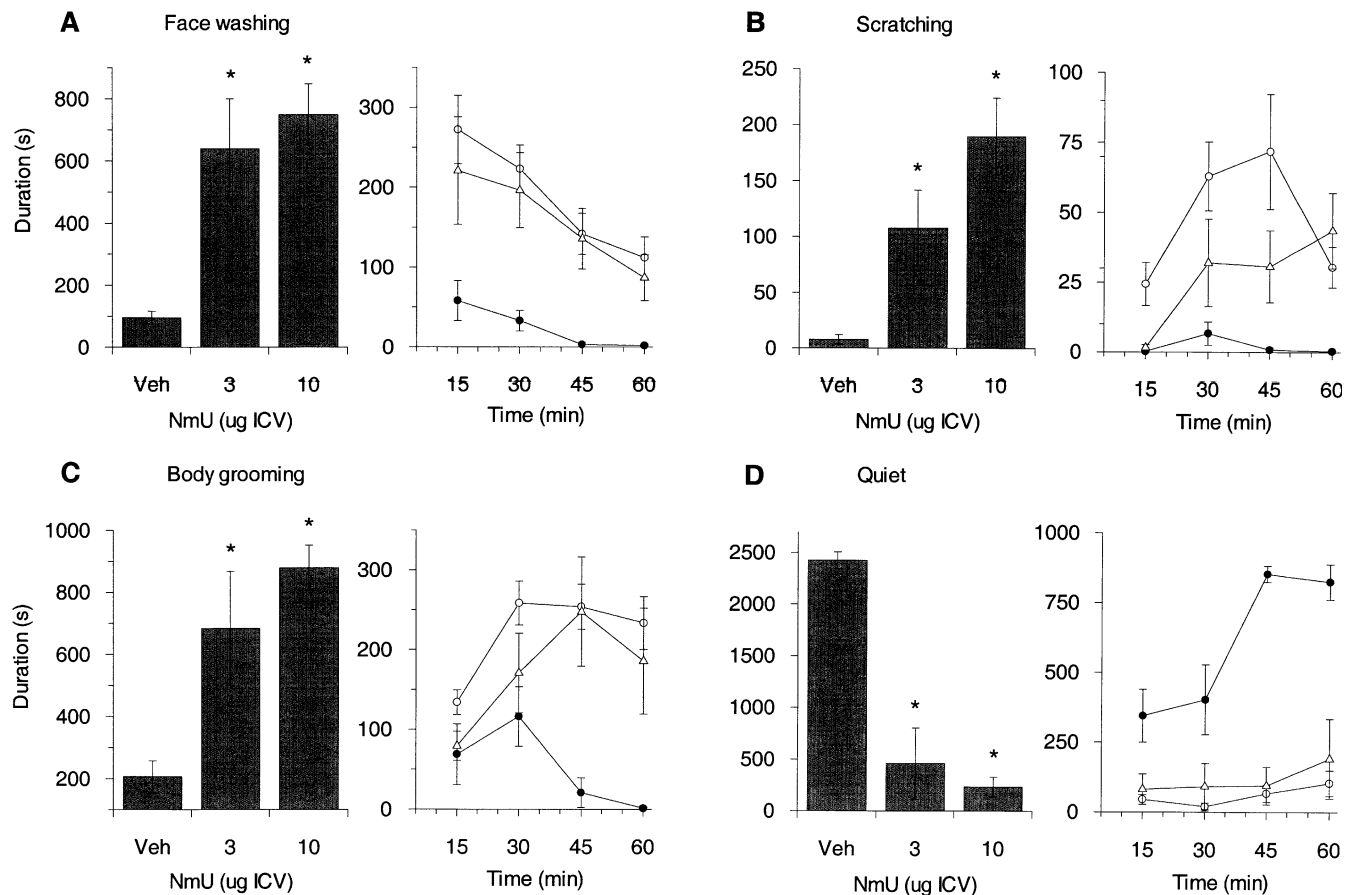 A Face washing
* *
Duration (s)
800
600
400
200
0
Veh 3 10
NmU (ug ICV)
300
200
100
0
15 30 45 60
Time (min)
B Scratching
* *
250
200
150
100
50
0
Veh 3 10
NmU (ug ICV)
100
75
50
25
0
15 30 45 60
Time (min)
C Body grooming
* *
Duration (s)
1000
800
600
400
200
Veh 3 10
NmU (ug ICV)
300
200
100
0
15 30 45 60
Time (min)
D Quiet
2500
2000
1500
1000
500
0
* *
Veh 3 10
NmU (ug ICV)
1000
750
500
250
0
15 30 45 60
Time (min)